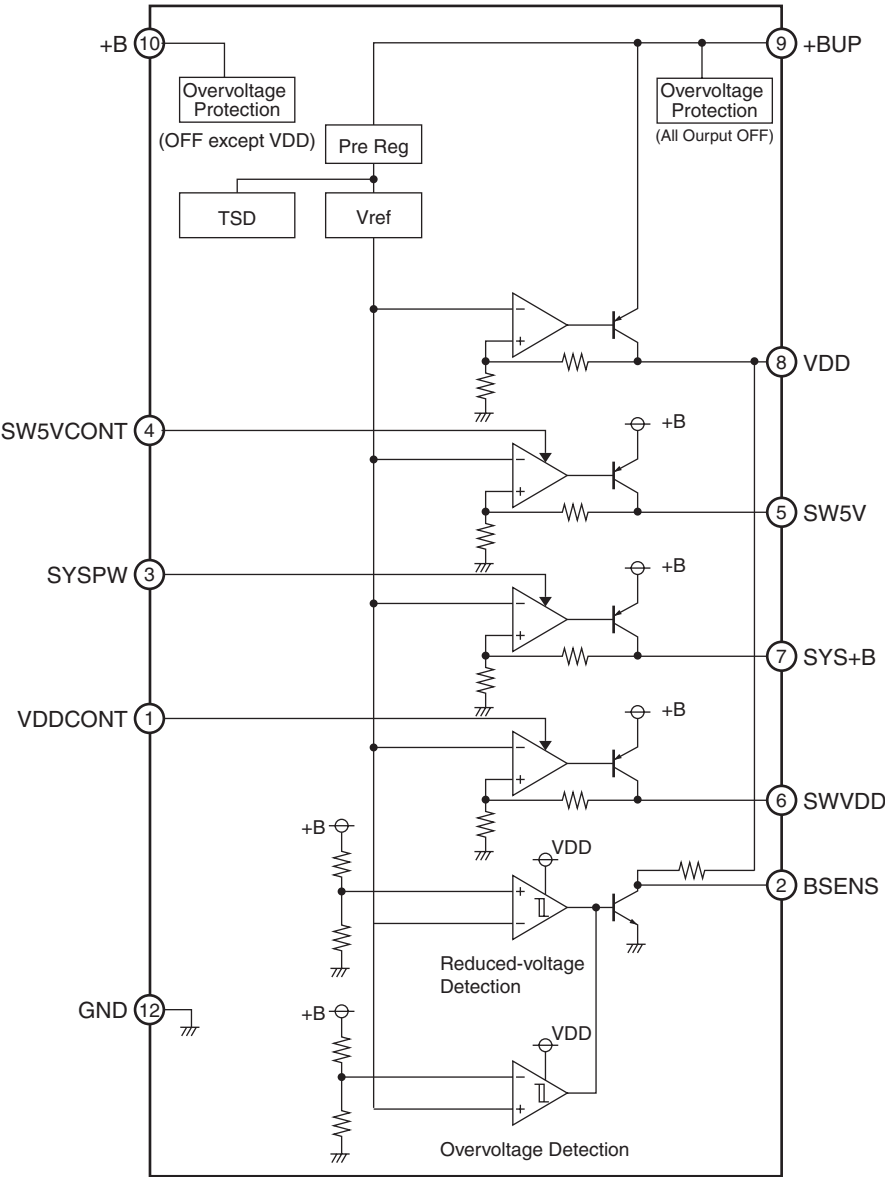 +B 10
9 +BUP
Overvoltage
Protection
(OFF except VDD)
Overvoltage
Protection
(All Ourput OFF)
Pre Reg
TSD
Vref
−
+
8 VDD
SW5VCONT 4
+B
−
+
5 SW5V
SYSPW 3
+B
−
+
7 SYS+B
VDDCONT 1
+B
−
+
6 SWVDD
+B
VDD
+
−
2 BSENS
Reduced-voltage
Detection
GND 12
+B
VDD
−
+
Overvoltage Detection